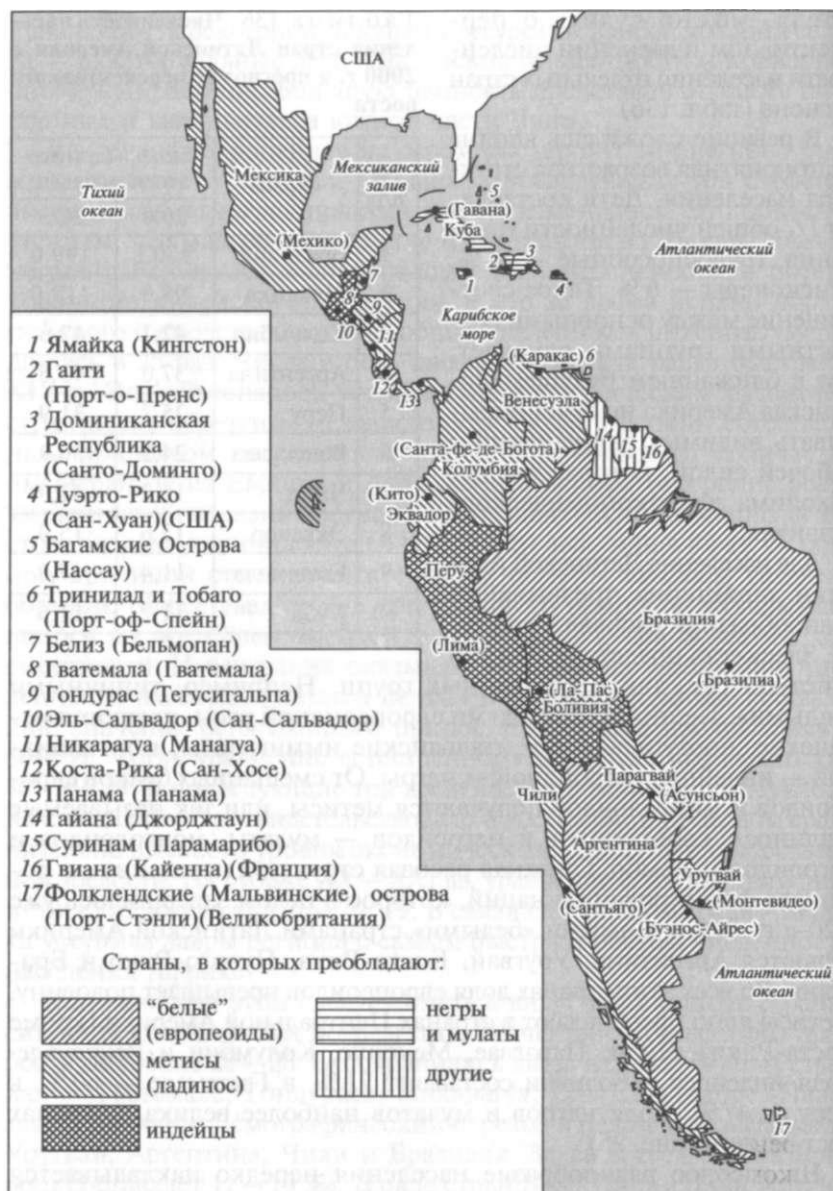 США
Мексика
Мексиканский
залив
Тихий
океан
(Гавана)
Куба
5
(Мехико)
Атлантический
океан
1
2
3
4
7
8
9
10
11
12
13
Карибское
море
(Каракас)
6
Венесуэла
14
15
16
(Санта-фе-де-Богота)
Колумбия
(Кито)
Эквадор
Перу
Бразилия
(Лима)
(Бразилиа)
(Ла-Пас)
Боливия
Парагвай
(Асунсьон)
Чили
Аргентина
Уругвай
(Монтевидео)
(Сантьяго)
(Буэнос-Айрес)
Атлантический
океан
17
1 Ямайка (Кингстон)
2 Гаити
(Порт-о-Пренс)
3 Доминиканская
Республика
(Санто-Доминго)
4 Пуэрто-Рико
(Сан-Хуан)(США)
5 Багамские Острова
(Нассау)
6 Тринидад и Тобаго
(Порт-оф-Спейн)
7 Белиз (Бельмопан)
8 Гватемала (Гватемала)
9 Гондурас (Тегусигальпа)
10 Эль-Сальвадор (Сан-Сальвадор)
11 Никарагуа (Манагуа)
12 Коста-Рика (Сан-Хосе)
13 Панама (Панама)
14 Гайана (Джорджтаун)
15 Суринам (Парамарибо)
16 Гвиана (Кайенна)(Франция)
17 Фолклендские (Мальвинские) острова
(Порт-Стэнли)(Великобритания)
Страны, в которых преобладают:
"белые"
(европеоиды)
метисы
(ладинос)
индейцы
негры
и мулаты
другие